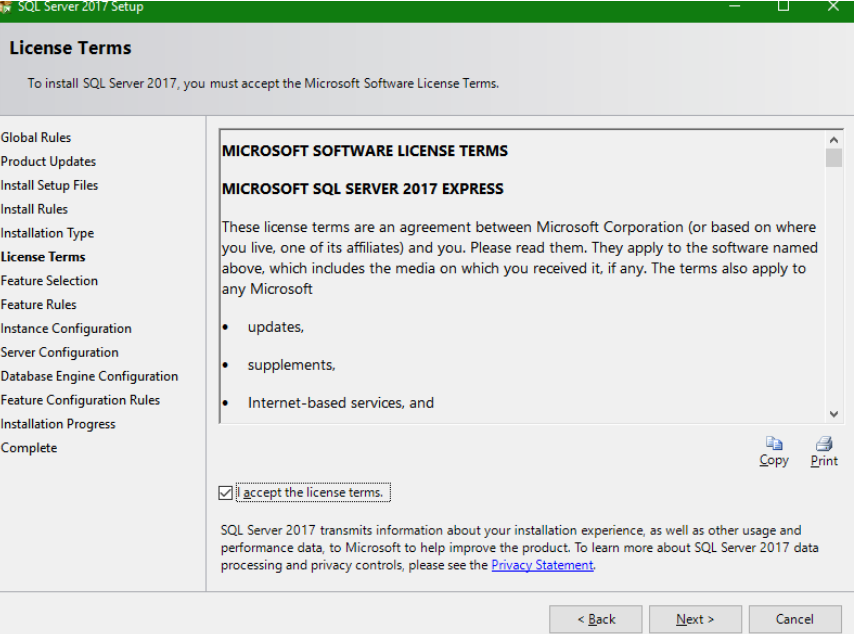 SQL Server 2017 Setup
License Terms
To install SQL Server 2017, you must accept the Microsoft Software License Terms.
Global Rules
Product Updates
Install Setup Files
Install Rules
Installation Type
License Terms
Feature Selection
Feature Rules
Instance Configuration
Server Configuration
Database Engine Configuration
Feature Configuration Rules
Installation Progress
Complete
MICROSOFT SOFTWARE LICENSE TERMS
MICROSOFT SQL SERVER 2017 EXPRESS
These license terms are an agreement between Microsoft Corporation (or based on where
you live, one of its affiliates) and you. Please read them. They apply to the software named
above, which includes the media on which you received it, if any. The terms also apply to
any Microsoft
• updates,
• supplements,
• Internet-based services, and
Copy
Print
I accept the license terms.
SQL Server 2017 transmits information about your installation experience, as well as other usage and
performance data, to Microsoft to help improve the product. To learn more about SQL Server 2017 data
processing and privacy controls, please see the Privacy Statement.
< Back
Next >
Cancel